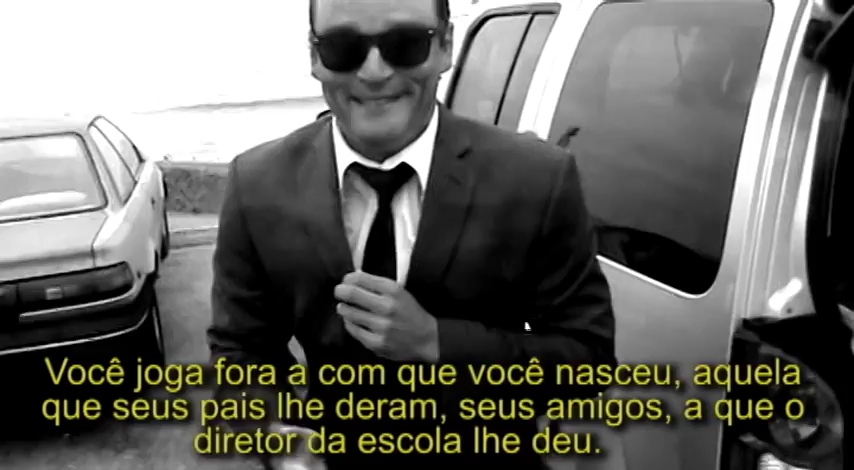 Você joga fora a com que você nasceu, aquela
que seus pais lhe deram, seus amigos, a que o
diretor da escola lhe deu.